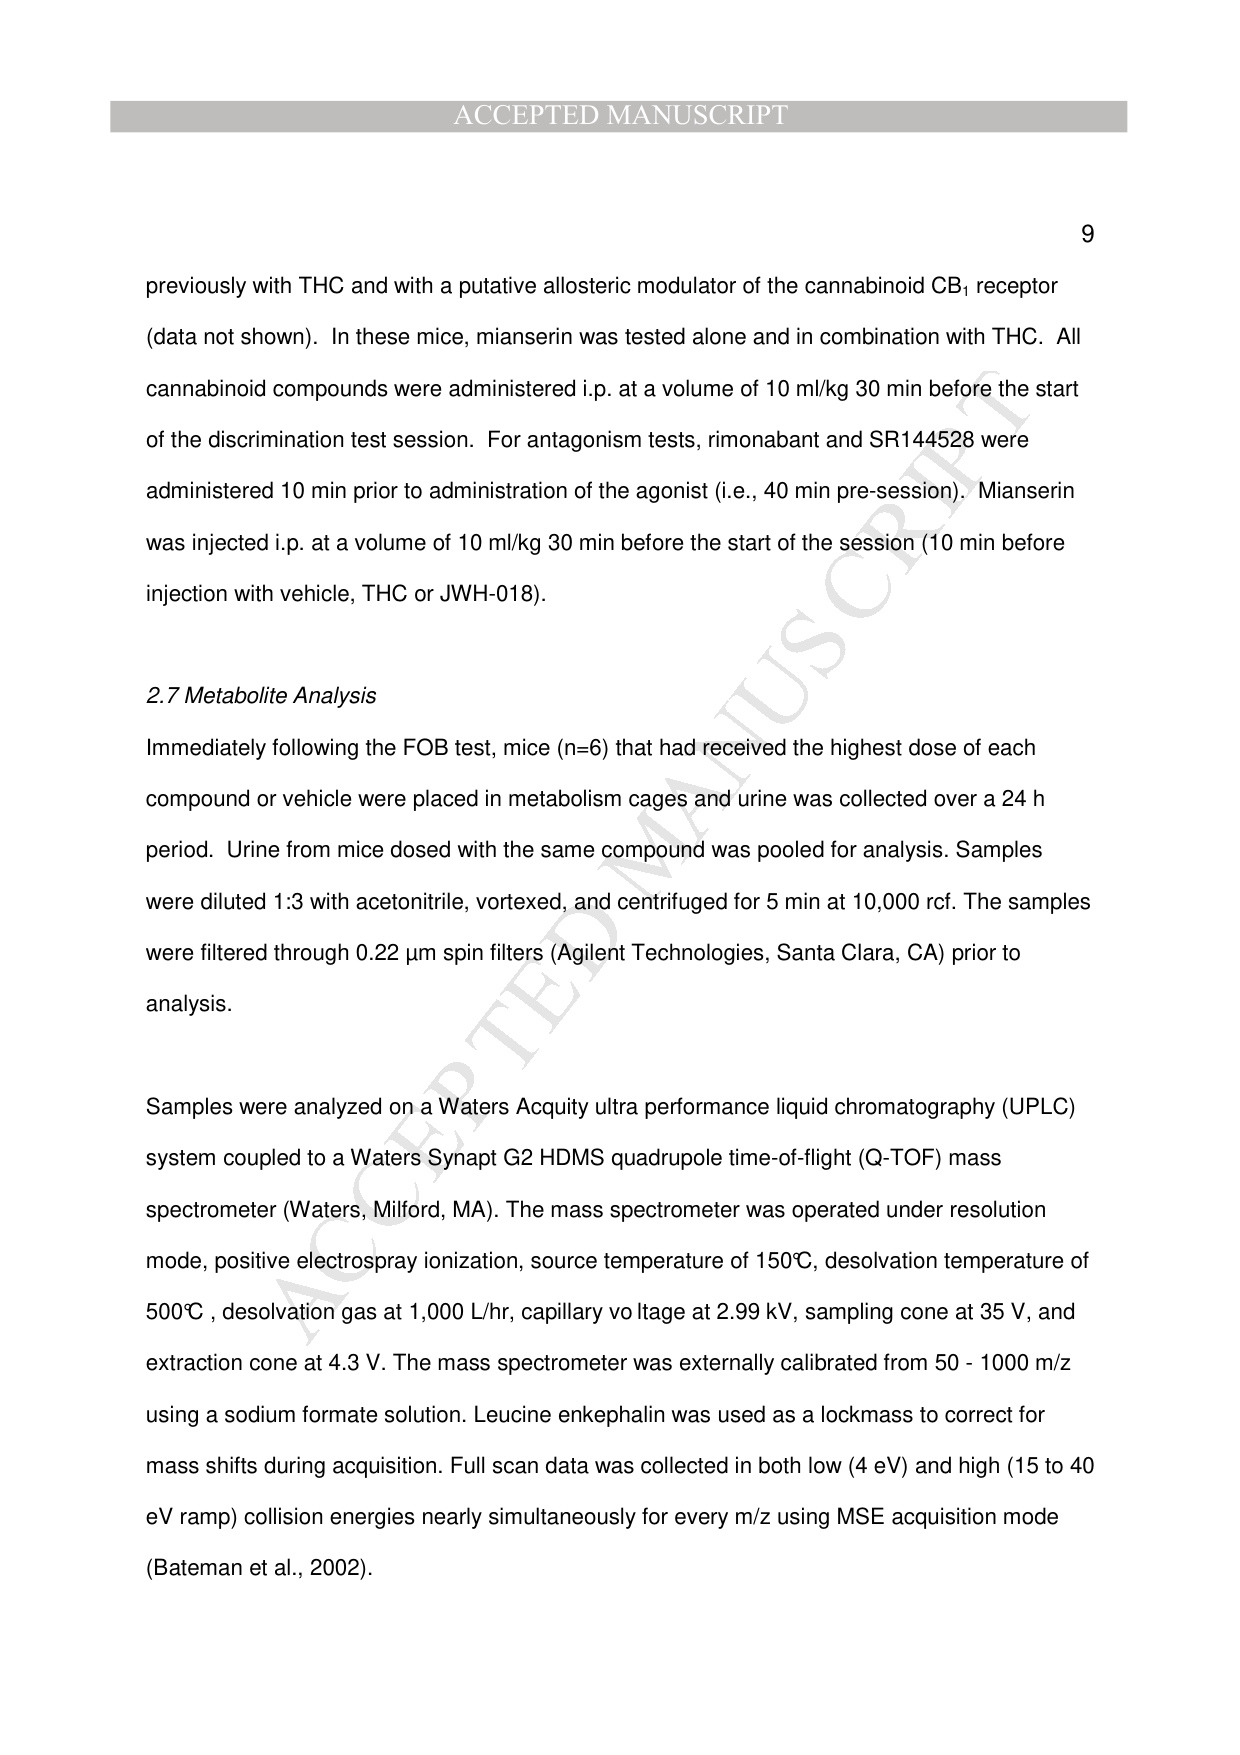 ACCEPTED MANUSCRIPT
9
previously with THC and with a putative allosteric modulator of the cannabinoid CB1 receptor
(data not shown).  In these mice, mianserin was tested alone and in combination with THC.  All
cannabinoid compounds were administered i.p. at a volume of 10 ml/kg 30 min before the start
of the discrimination test session.  For antagonism tests, rimonabant and SR144528 were
administered 10 min prior to administration of the agonist (i.e., 40 min pre-session).  Mianserin
was injected i.p. at a volume of 10 ml/kg 30 min before the start of the session (10 min before
injection with vehicle, THC or JWH-018).
2.7 Metabolite Analysis
Immediately following the FOB test, mice (n=6) that had received the highest dose of each
compound or vehicle were placed in metabolism cages and urine was collected over a 24 h
period.  Urine from mice dosed with the same compound was pooled for analysis. Samples
were diluted 1:3 with acetonitrile, vortexed, and centrifuged for 5 min at 10,000 rcf. The samples
were filtered through 0.22 µm spin filters (Agilent Technologies, Santa Clara, CA) prior to
analysis.
Samples were analyzed on a Waters Acquity ultra performance liquid chromatography (UPLC)
system coupled to a Waters Synapt G2 HDMS quadrupole time-of-flight (Q-TOF) mass
spectrometer (Waters, Milford, MA). The mass spectrometer was operated under resolution
mode, positive electrospray ionization, source temperature of 150°C, desolvation temperature of
500°C , desolvation gas at 1,000 L/hr, capillary vo ltage at 2.99 kV, sampling cone at 35 V, and
extraction cone at 4.3 V. The mass spectrometer was externally calibrated from 50 - 1000 m/z
using a sodium formate solution. Leucine enkephalin was used as a lockmass to correct for
mass shifts during acquisition. Full scan data was collected in both low (4 eV) and high (15 to 40
eV ramp) collision energies nearly simultaneously for every m/z using MSE acquisition mode
(Bateman et al., 2002).
ACCEPTED MANUSCRIPT